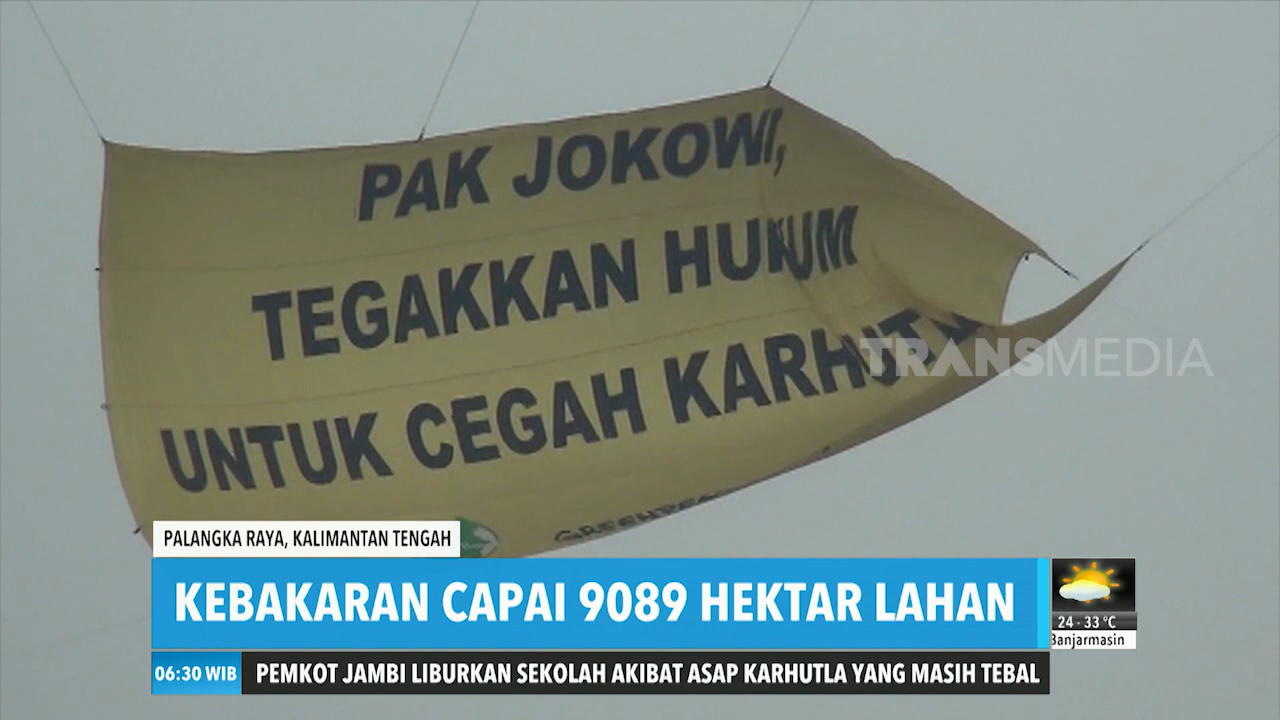 PAK JOKOWI,
TEGAKKAN HUKUM
UNTUK CEGAH KARHUTLA
TRANSMEDIA
PALANGKA RAYA, KALIMANTAN TENGAH
KEBAKARAN CAPAI 9089 HEKTAR LAHAN
24 - 33 °C
Banjarmasin
06:30 WIB PEMKOT JAMBI LIBURKAN SEKOLAH AKIBAT ASAP KARHUTLA YANG MASIH TEBAL